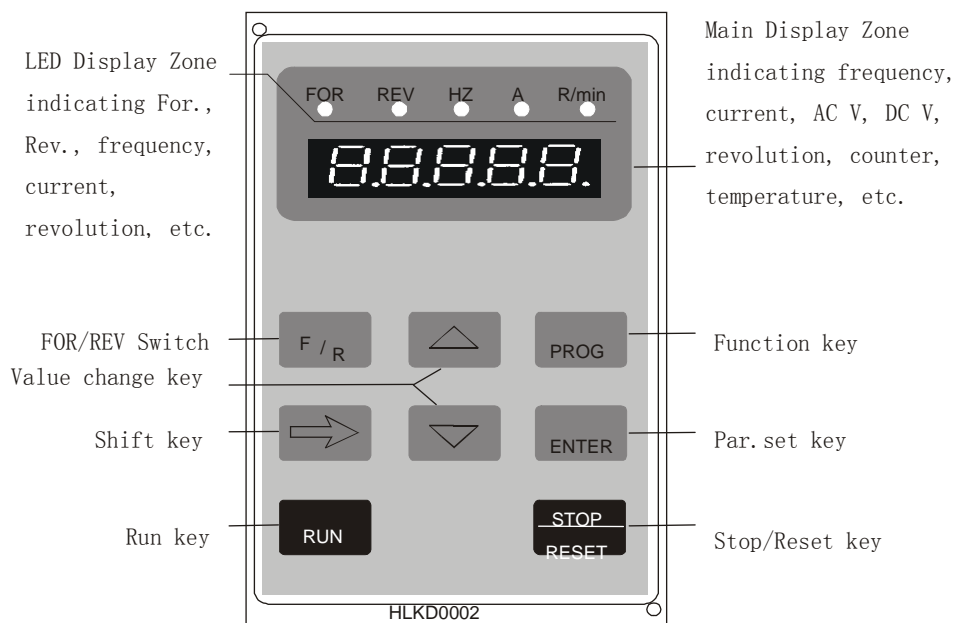 LED Display Zone
indicating For.,
Rev., frequency,
current,
revolution, etc.
Main Display Zone
indicating frequency,
current, AC V, DC V,
revolution, counter,
temperature, etc.
FOR REV HZ A R/min
8.8.8.8.8.
FOR/REV Switch
F/R
PROG
Function key
Value change key
Shift key
ENTER
Par.set key
Run key
RUN
STOP
RESET
Stop/Reset key
HLKD0002